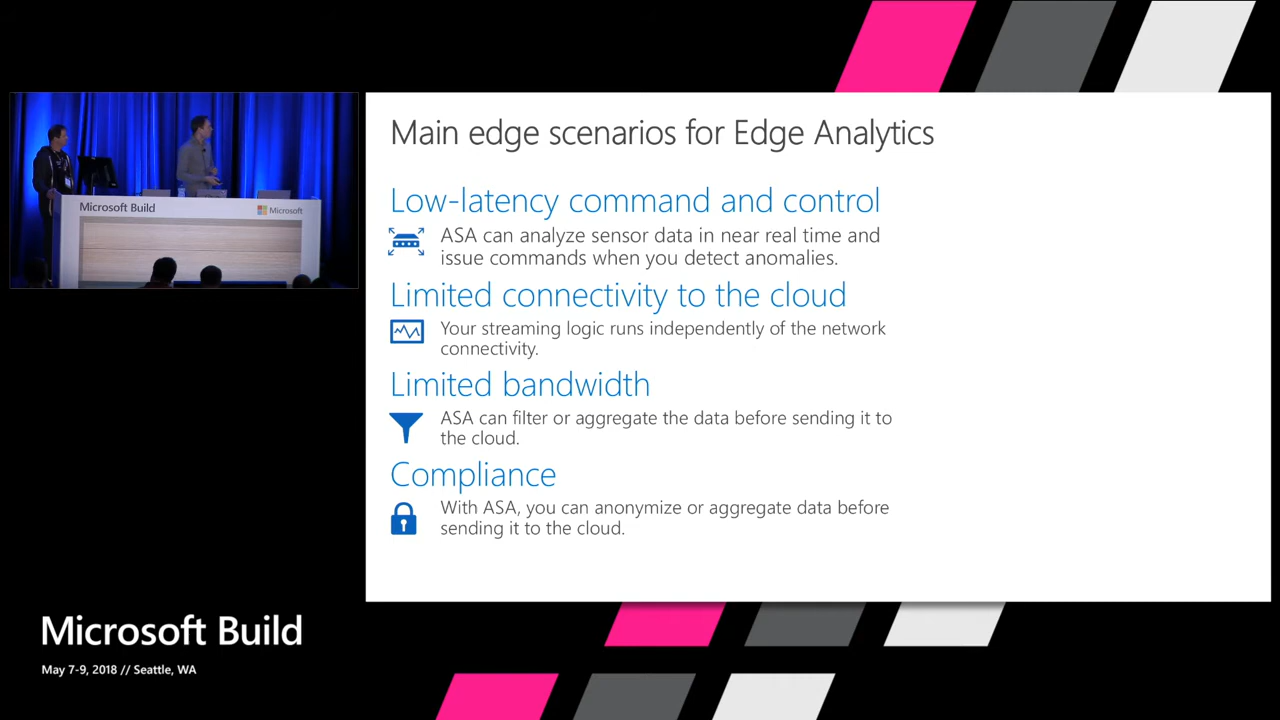 Microsoft Build
Microsoft
Main edge scenarios for Edge Analytics
Low-latency command and control
ASA can analyze sensor data in near real time and
issue commands when you detect anomalies.
Limited connectivity to the cloud
Your streaming logic runs independently of the network
connectivity.
Limited bandwidth
ASA can filter or aggregate the data before sending it to
the cloud.
Compliance
With ASA, you can anonymize or aggregate data before
sending it to the cloud.
Microsoft Build
May 7-9, 2018 // Seattle, WA